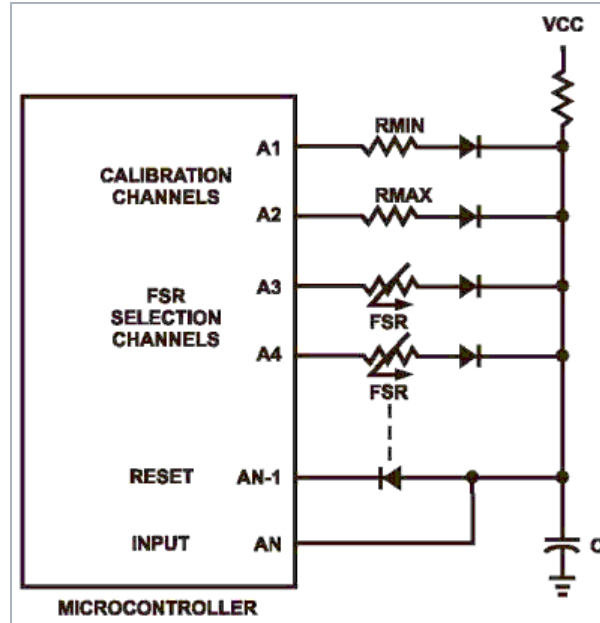 VCC
RMIN
A1
CALIBRATION
CHANNELS
RMAX
A2
A3
FSR
FSR
SELECTION
CHANNELS
A4
FSR
RESET
AN-1
INPUT
AN
C
MICROCONTROLLER